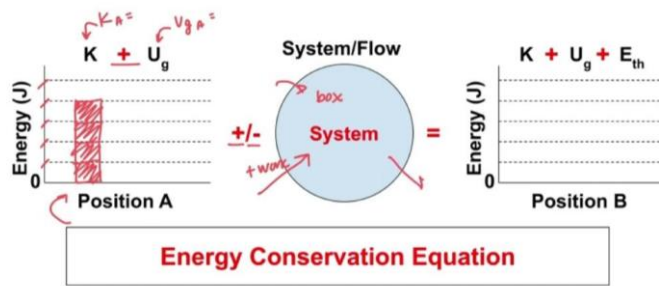 K_A = U_gA =
K + U_g
System/Flow
K + U_g + E_th
Energy (J)
0
Position A
+/-
box
System
+work
=
Energy (J)
0
Position B
Energy Conservation Equation